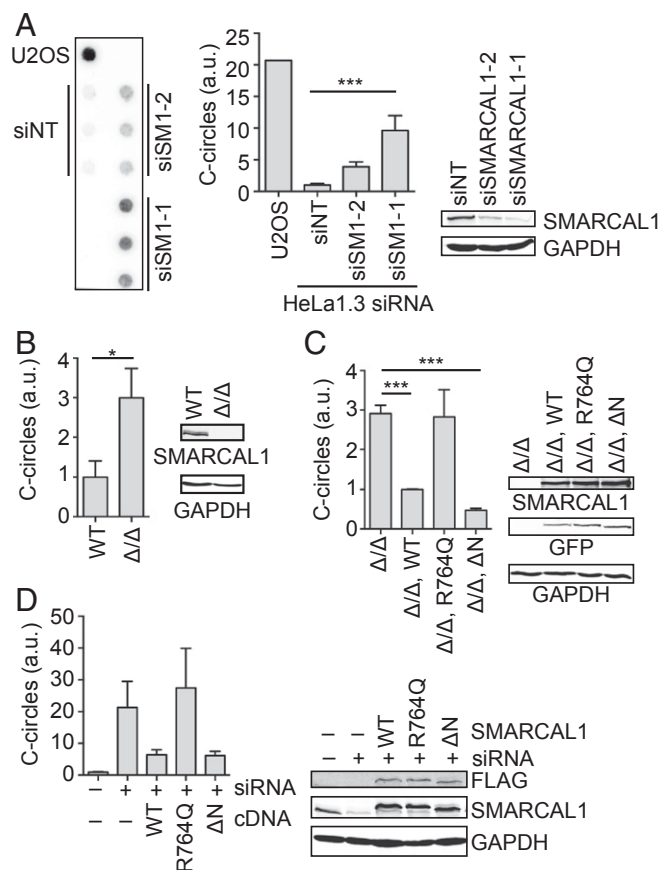 A
U2OS
siNT
siSM1-2
siSM1-1
C-circles (a.u.)
25
20
15
10
5
0
***
U2OS
siNT
siSM1-2
siSM1-1
HeLa1.3 siRNA
siNT
siSMARCAL1-2
siSMARCAL1-1
SMARCAL1
GAPDH
B
C-circles (a.u.)
4
3
2
1
0
*
WT
Δ/Δ
WT
Δ/Δ
SMARCAL1
GAPDH
C
C-circles (a.u.)
4
3
2
1
0
***
***
Δ/Δ
Δ/Δ, WT
Δ/Δ, R764Q
Δ/Δ, ΔN
Δ/Δ
Δ/Δ, WT
Δ/Δ, R764Q
Δ/Δ, ΔN
SMARCAL1
GFP
GAPDH
D
C-circles (a.u.)
50
40
30
20
10
0
– + + + + siRNA
– – WT R764Q ΔN cDNA
– – WT R764Q ΔN SMARCAL1
– + + + + siRNA
FLAG
SMARCAL1
GAPDH